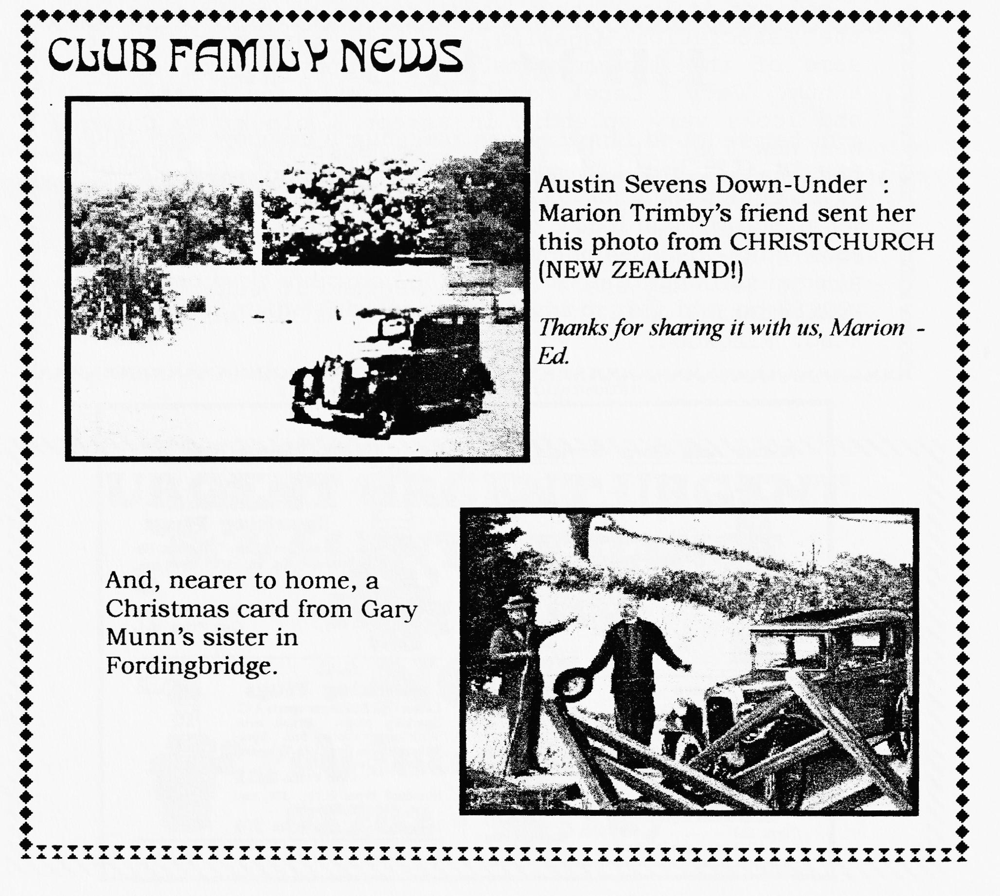 CLUB FAMILY NEWS
Austin Sevens Down-Under :
Marion Trimby's friend sent her
this photo from CHRISTCHURCH
(NEW ZEALAND!)
Thanks for sharing it with us, Marion -
Ed.
And, nearer to home, a
Christmas card from Gary
Munn's sister in
Fordingbridge.